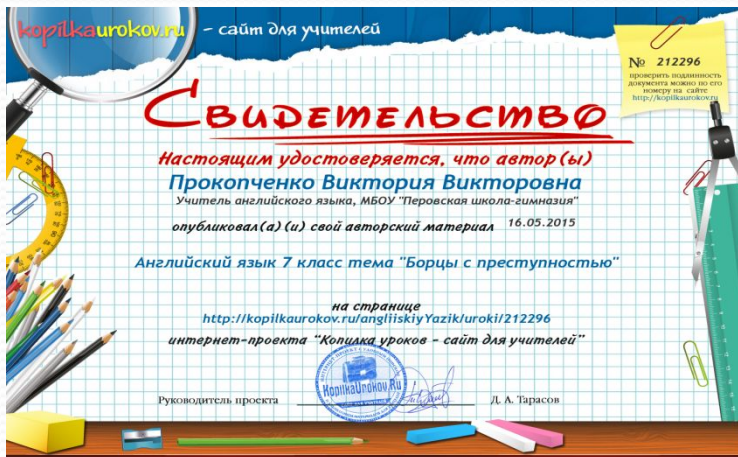 kopilkaurokov.ru - сайт для учителей
№ 212296
проверить подлинность
документа можно по его
номеру на сайте
http://kopilkaurokov.ru
Свидетельство
Настоящим удостоверяется, что автор(ы)
Прокопченко Виктория Викторовна
Учитель английского языка, МБОУ "Перовская школа-гимназия"
опубликовал(а)(и) свой авторский материал 16.05.2015
Английский язык 7 класс тема "Борцы с преступностью"
на странице
http://kopilkaurokov.ru/angliiskiyYazik/uroki/212296
интернет-проекта "Копилка уроков - сайт для учителей"
KopilkaUrokov.Ru
Руководитель проекта Д. А. Тарасов